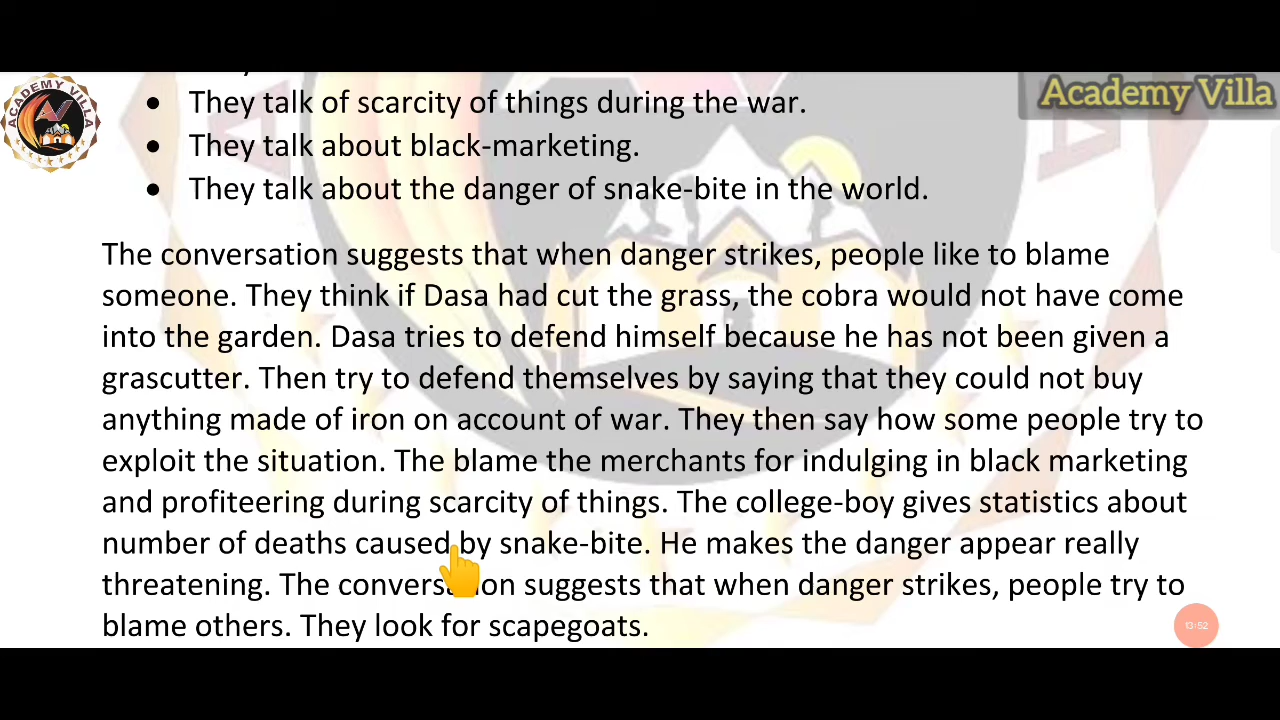 ACADEMY VILLA
Academy Villa
• They talk of scarcity of things during the war.
• They talk about black-marketing.
• They talk about the danger of snake-bite in the world.
The conversation suggests that when danger strikes, people like to blame
someone. They think if Dasa had cut the grass, the cobra would not have come
into the garden. Dasa tries to defend himself because he has not been given a
grascutter. Then try to defend themselves by saying that they could not buy
anything made of iron on account of war. They then say how some people try to
exploit the situation. The blame the merchants for indulging in black marketing
and profiteering during scarcity of things. The college-boy gives statistics about
number of deaths caused by snake-bite. He makes the danger appear really
threatening. The conversation suggests that when danger strikes, people try to
blame others. They look for scapegoats.
13:52